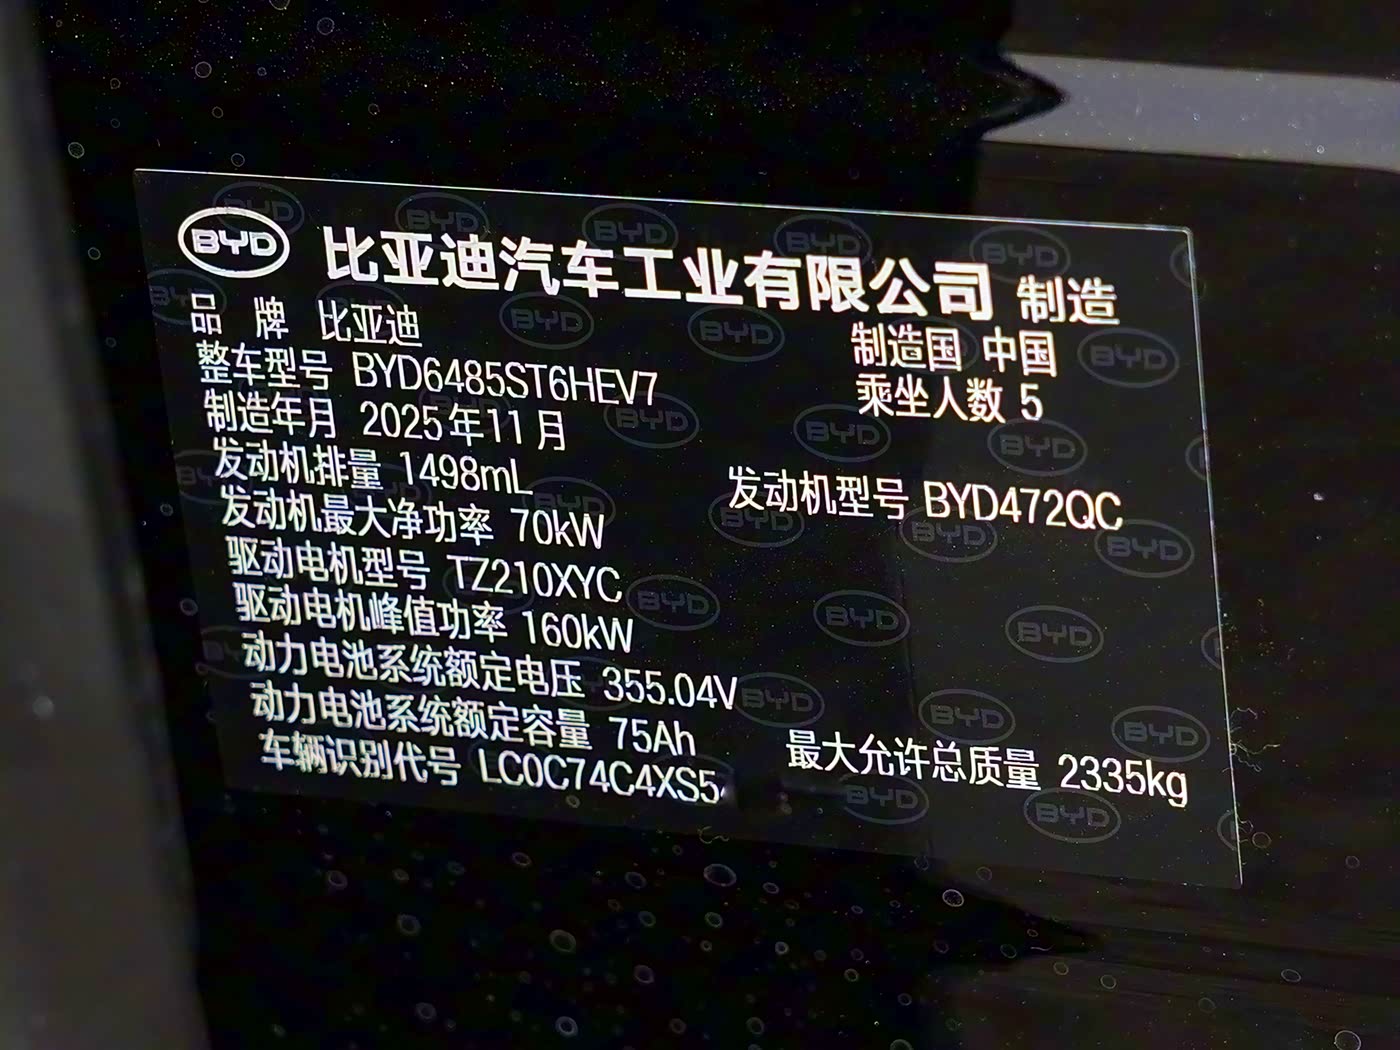 BYD 比亚迪汽车工业有限公司 制造
品 牌 比亚迪 制造国 中国
整车型号 BYD6485ST6HEV7 乘坐人数 5
制造年月 2025年11月
发动机排量 1498mL 发动机型号 BYD472QC
发动机最大净功率 70kW
驱动电机型号 TZ210XYC
驱动电机峰值功率 160kW
动力电池系统额定电压 355.04V
动力电池系统额定容量 75Ah 最大允许总质量 2335kg
车辆识别代号 LC0C74C4XS5